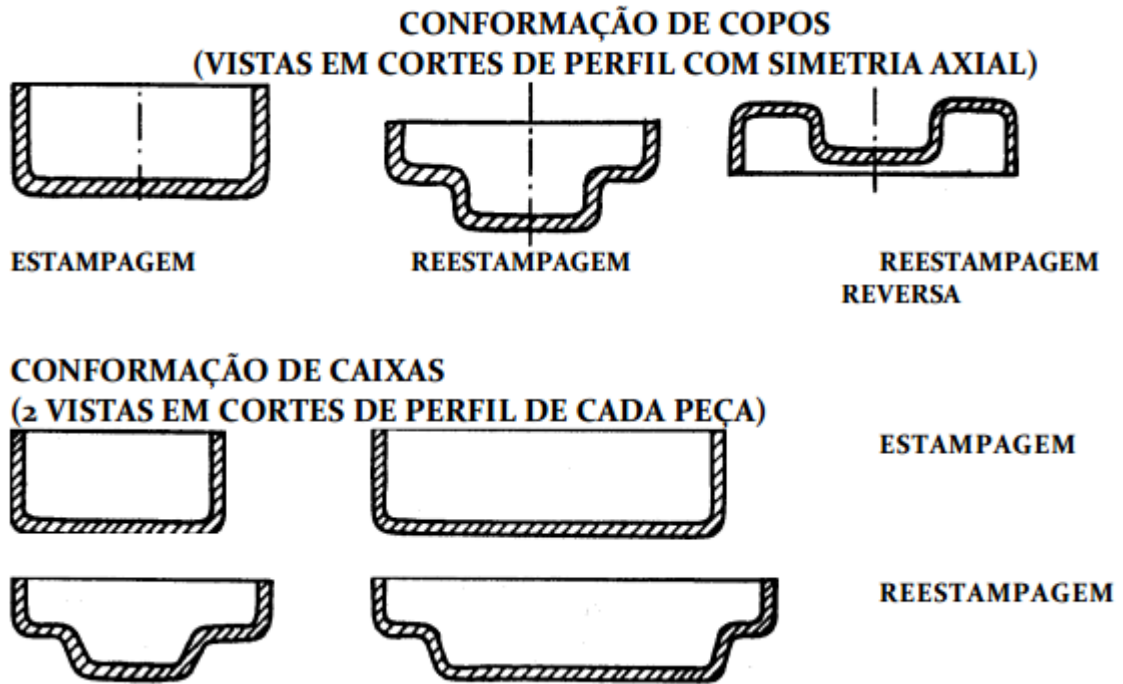 CONFORMAÇÃO DE COPOS
(VISTAS EM CORTES DE PERFIL COM SIMETRIA AXIAL)
ESTAMPAGEM REESTAMPAGEM REESTAMPAGEM
REVERSA
CONFORMAÇÃO DE CAIXAS
(2 VISTAS EM CORTES DE PERFIL DE CADA PEÇA)
ESTAMPAGEM
REESTAMPAGEM